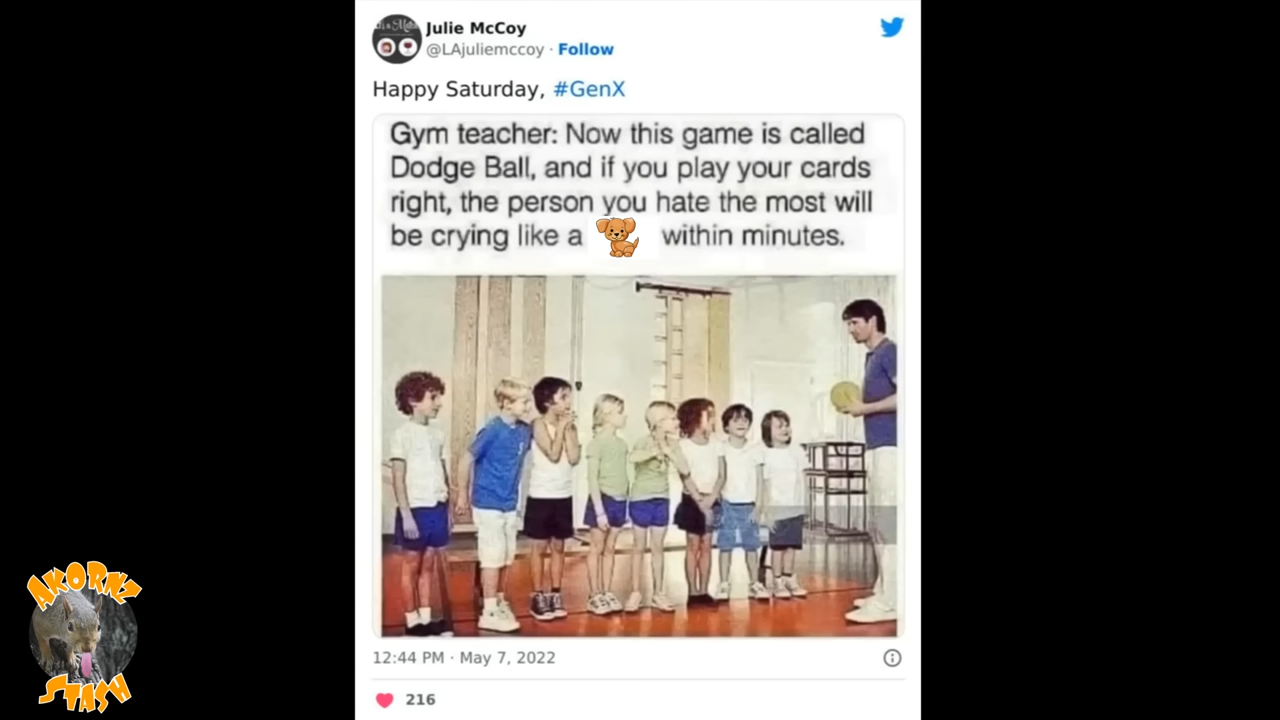 Julie McCoy
@LAjuliemccoy · Follow
Happy Saturday, #GenX
Gym teacher: Now this game is called
Dodge Ball, and if you play your cards
right, the person you hate the most will
be crying like a within minutes.
12:44 PM · May 7, 2022
216
AKORNZ
STASH